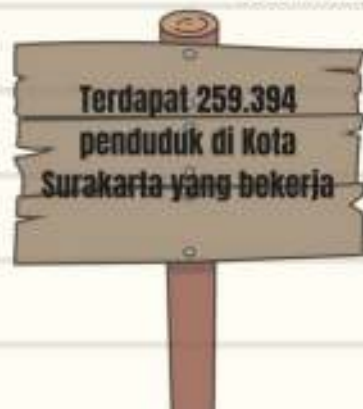 Terdapat 259.394
penduduk di Kota
Surakarta yang bekerja